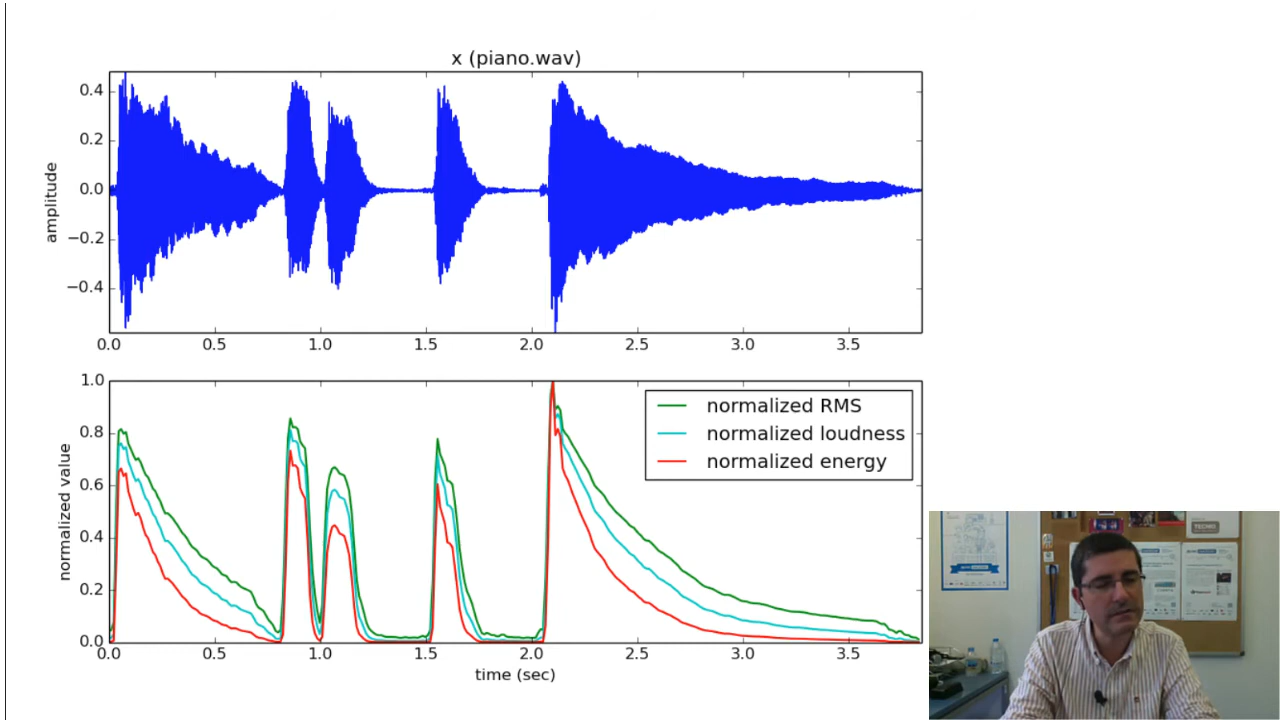 x (piano.wav)
0.4
0.2
0.0
−0.2
−0.4
amplitude
0.0 0.5 1.0 1.5 2.0 2.5 3.0 3.5
1.0
0.8
0.6
0.4
0.2
0.0
normalized value
normalized RMS
normalized loudness
normalized energy
0.0 0.5 1.0 1.5 2.0 2.5 3.0 3.5
time (sec)